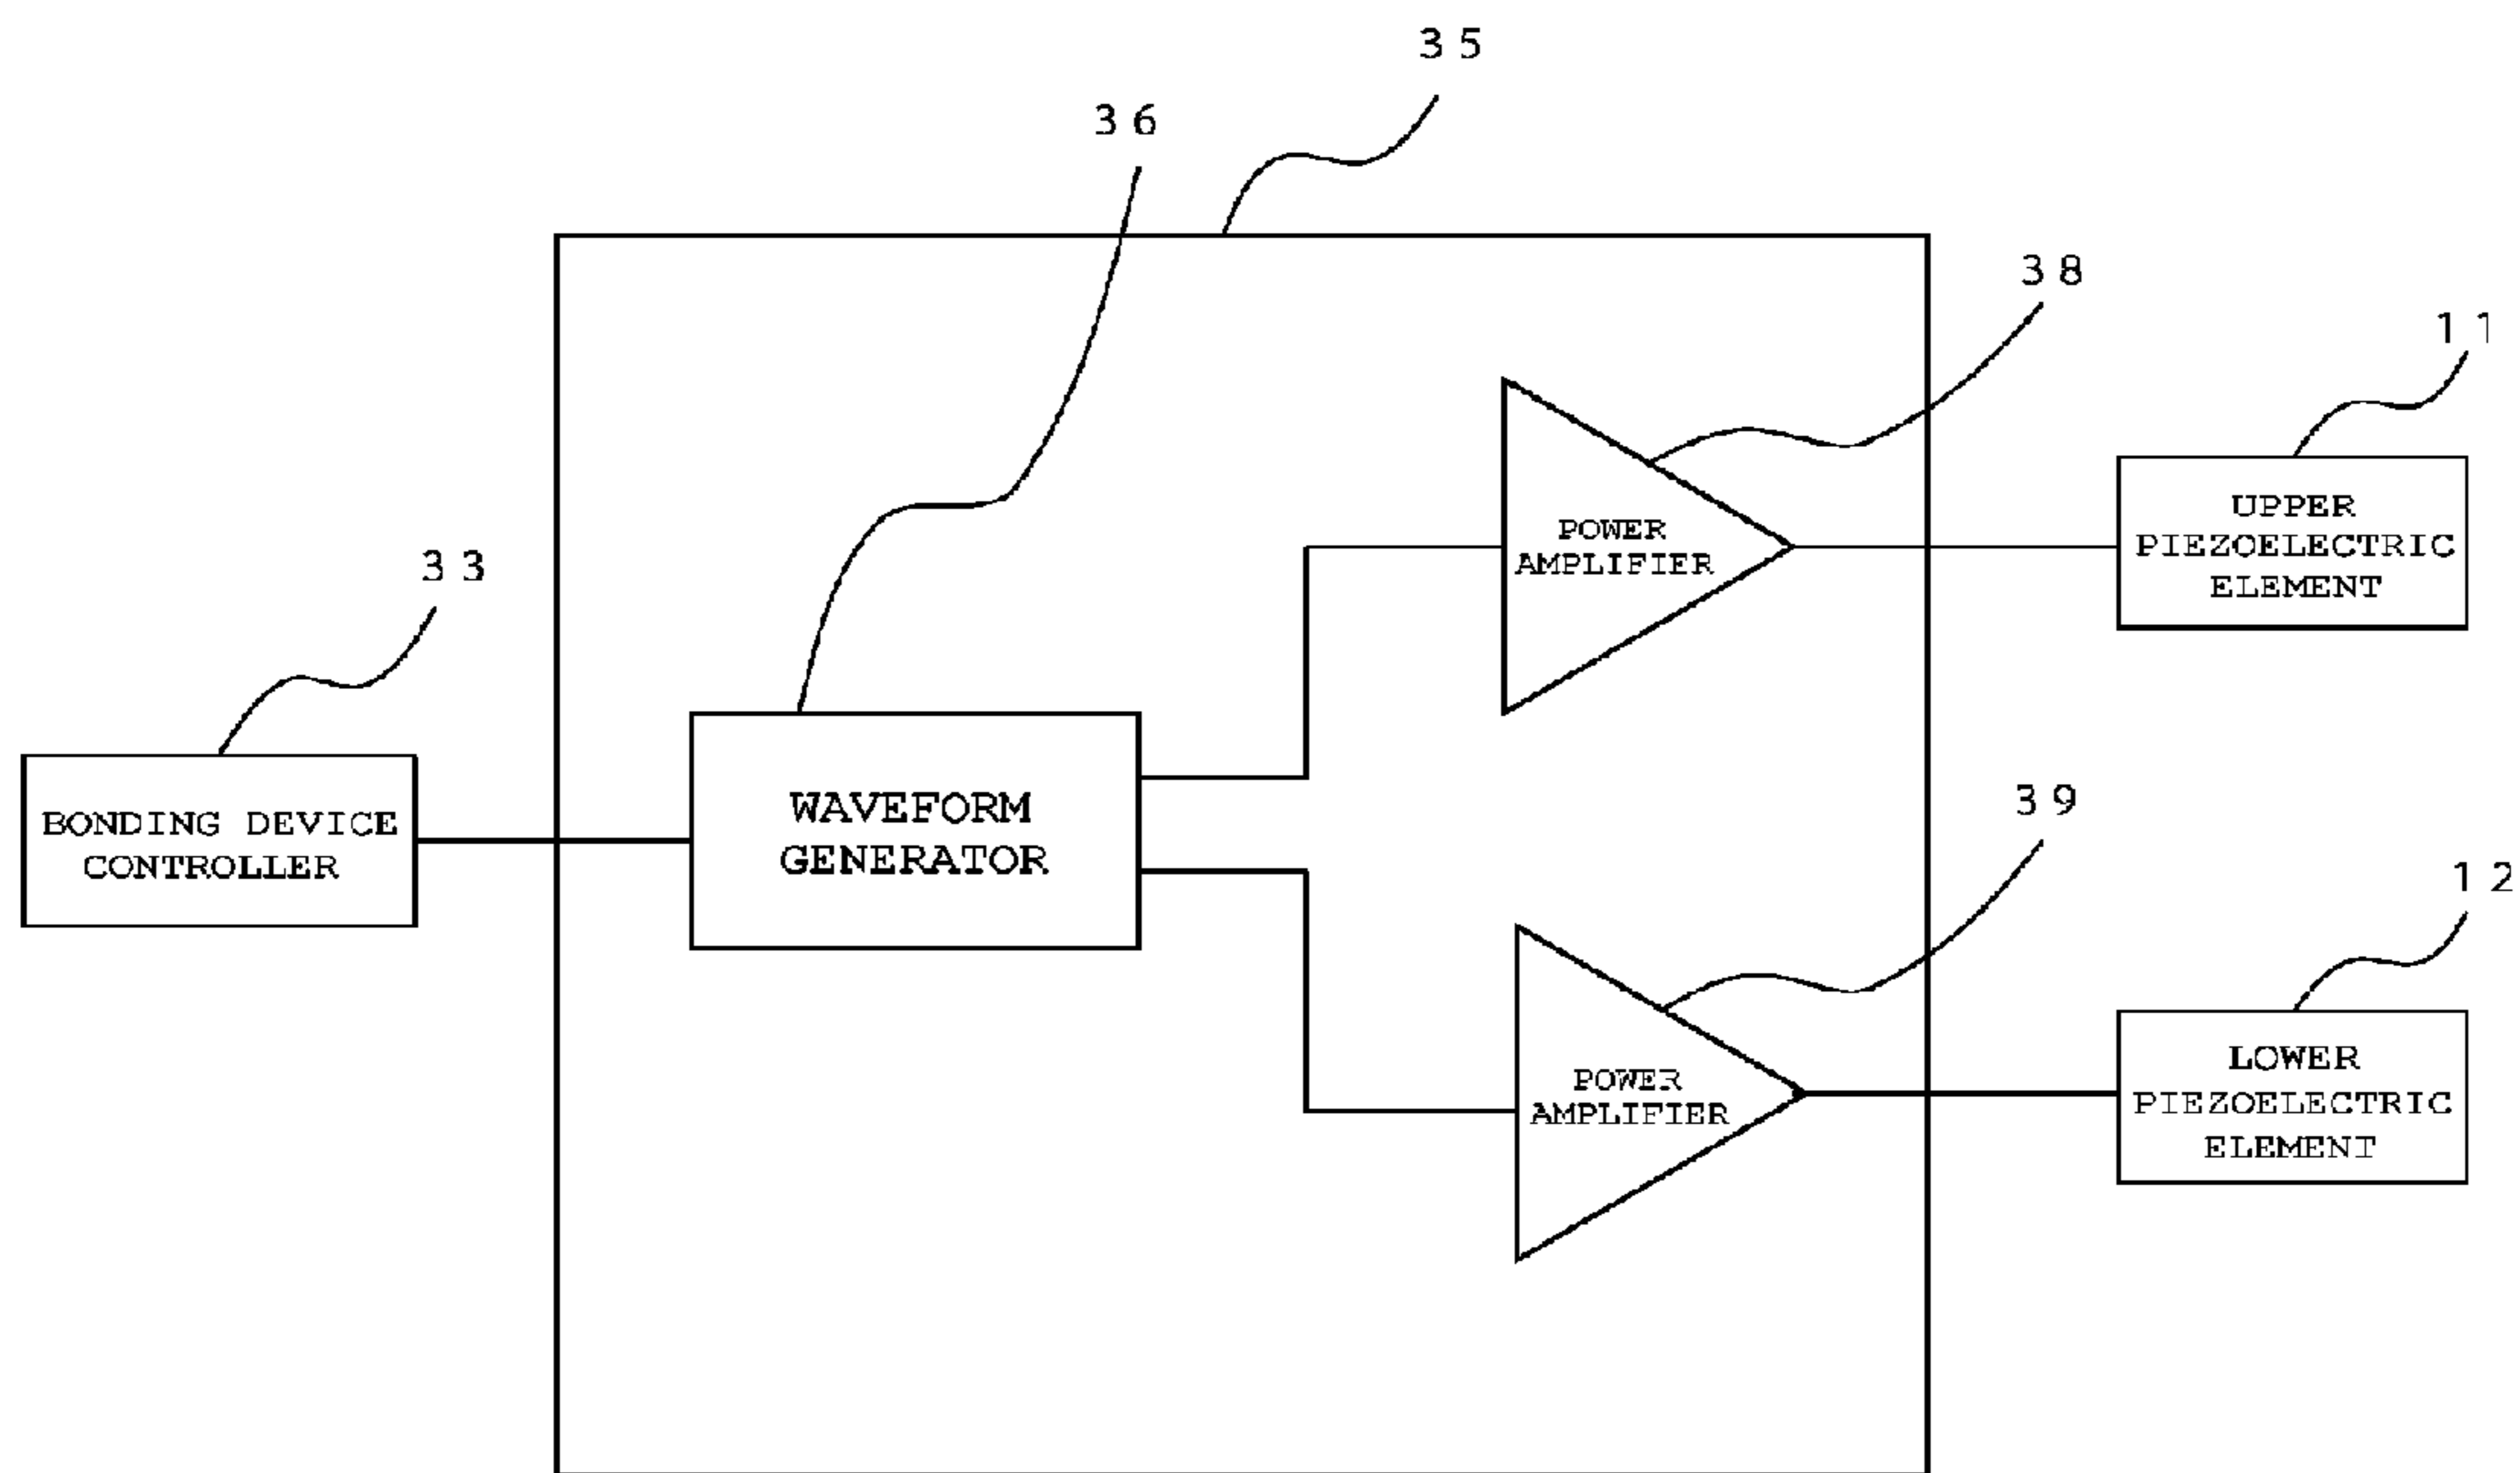 35
36
38
11
33
POWER
AMPLIFIER
UPPER
PIEZOELECTRIC
ELEMENT
BONDING DEVICE
CONTROLLER
WAVEFORM
GENERATOR
39
12
POWER
AMPLIFIER
LOWER
PIEZOELECTRIC
ELEMENT